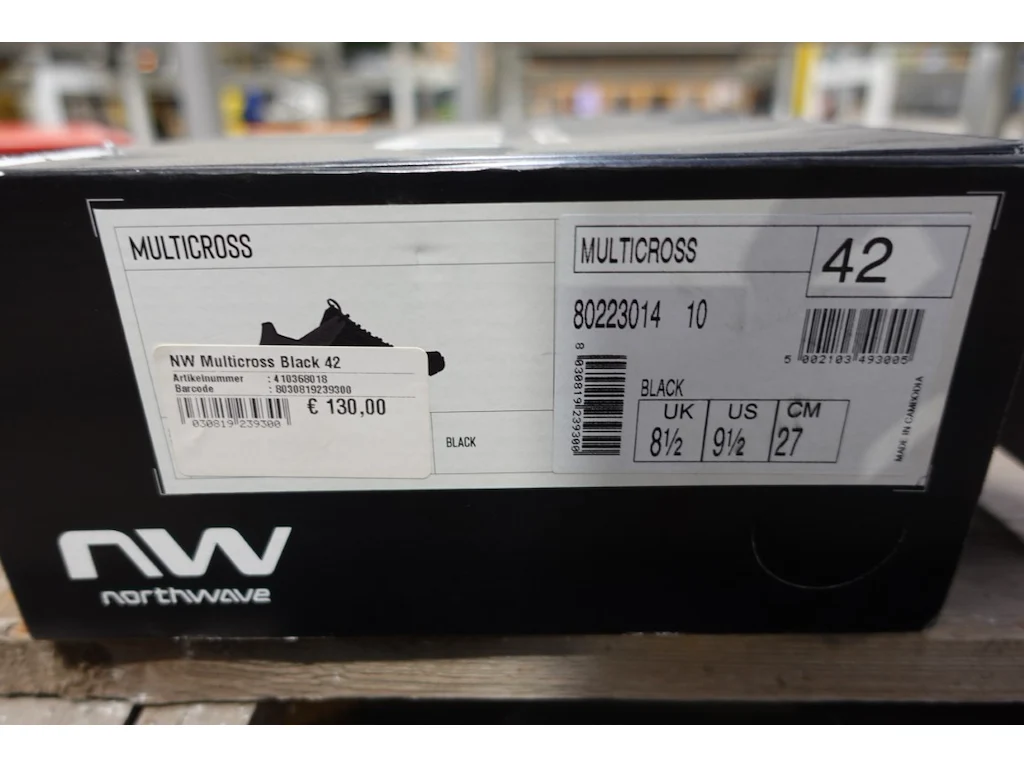 MULTICROSS
NW Multicross Black 42
Artikelnummer : 410368018
Barcode : 8030819239300
€ 130,00
030819 239300
BLACK
MULTICROSS
42
80223014 10
5 002103 493005
8 030819 239300
BLACK
UK US CM
8½ 9½ 27
MADE IN CAMBODIA
NW
northwave